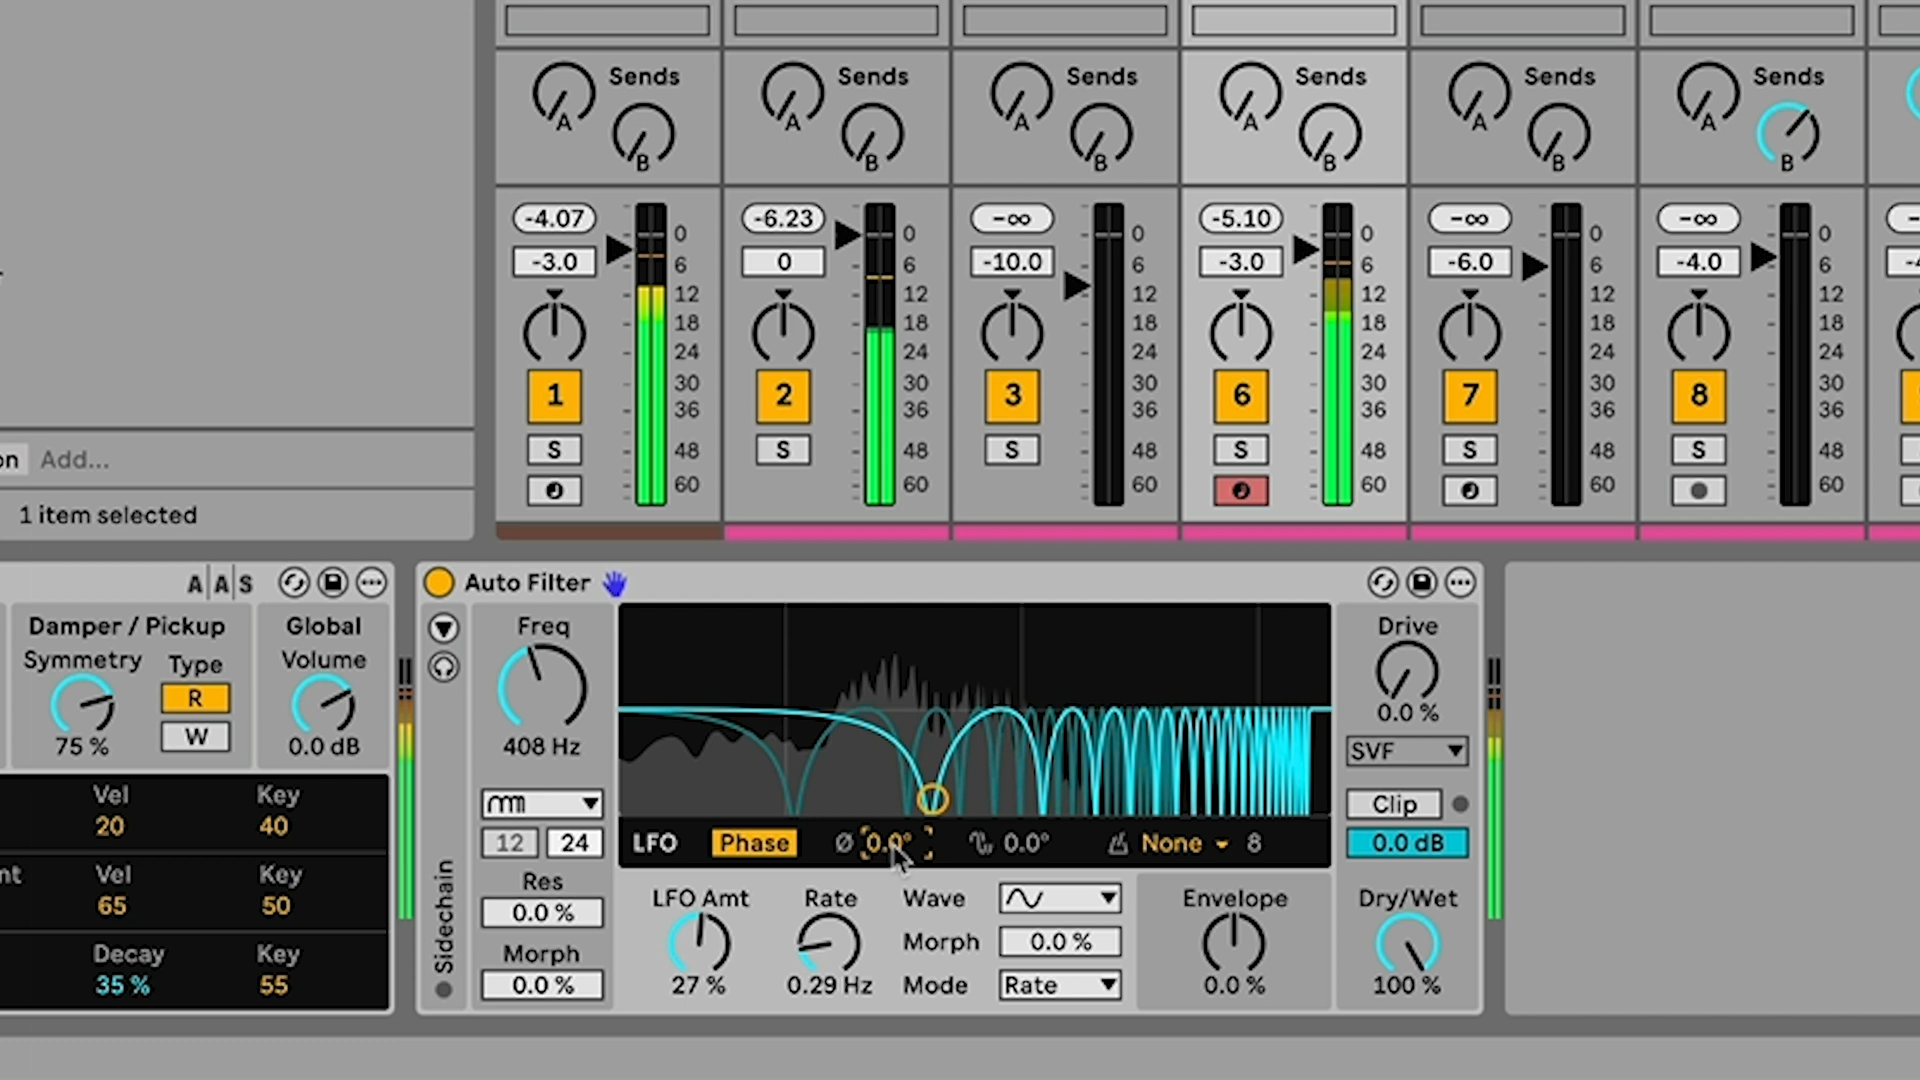 Sends Sends Sends Sends Sends Sends
A A A A A A
B B B B B B
-4.07 -6.23 -∞ -5.10 -∞ -∞
0 0 0 0 0 0
-3.0 0 -10.0 -3.0 -6.0 -4.0
6 6 6 6 6 6
12 12 12 12 12 12
18 18 18 18 18 18
24 24 24 24 24 24
30 30 30 30 30 30
1 2 3 6 7 8
36 36 36 36 36 36
S S S S S S
48 48 48 48 48 48
60 60 60 60 60 60
on Add...
1 item selected
A|A|S
Damper / Pickup Global
Symmetry Type Volume
R
W
75 % 0.0 dB
Vel Key
20 40
nt Vel Key
65 50
Decay Key
35 % 55
Auto Filter
Sidechain
Freq
408 Hz
12 24
Res
0.0 %
Morph
0.0 %
LFO Phase Ø 0.0° 0.0° None 8
LFO Amt Rate Wave
Morph 0.0 %
27 % 0.29 Hz Mode Rate
Envelope
0.0 %
Drive
0.0 %
SVF
Clip
0.0 dB
Dry/Wet
100 %